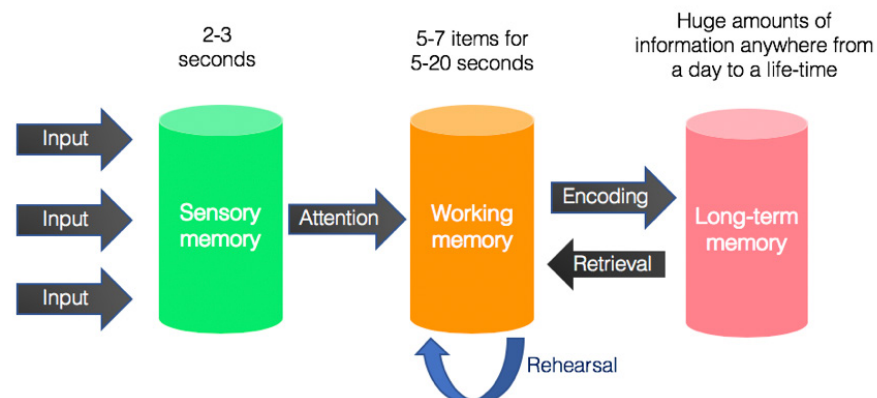 2-3
seconds
5-7 items for
5-20 seconds
Huge amounts of
information anywhere from
a day to a life-time
Input
Input
Input
Sensory
memory
Attention
Working
memory
Encoding
Retrieval
Long-term
memory
Rehearsal